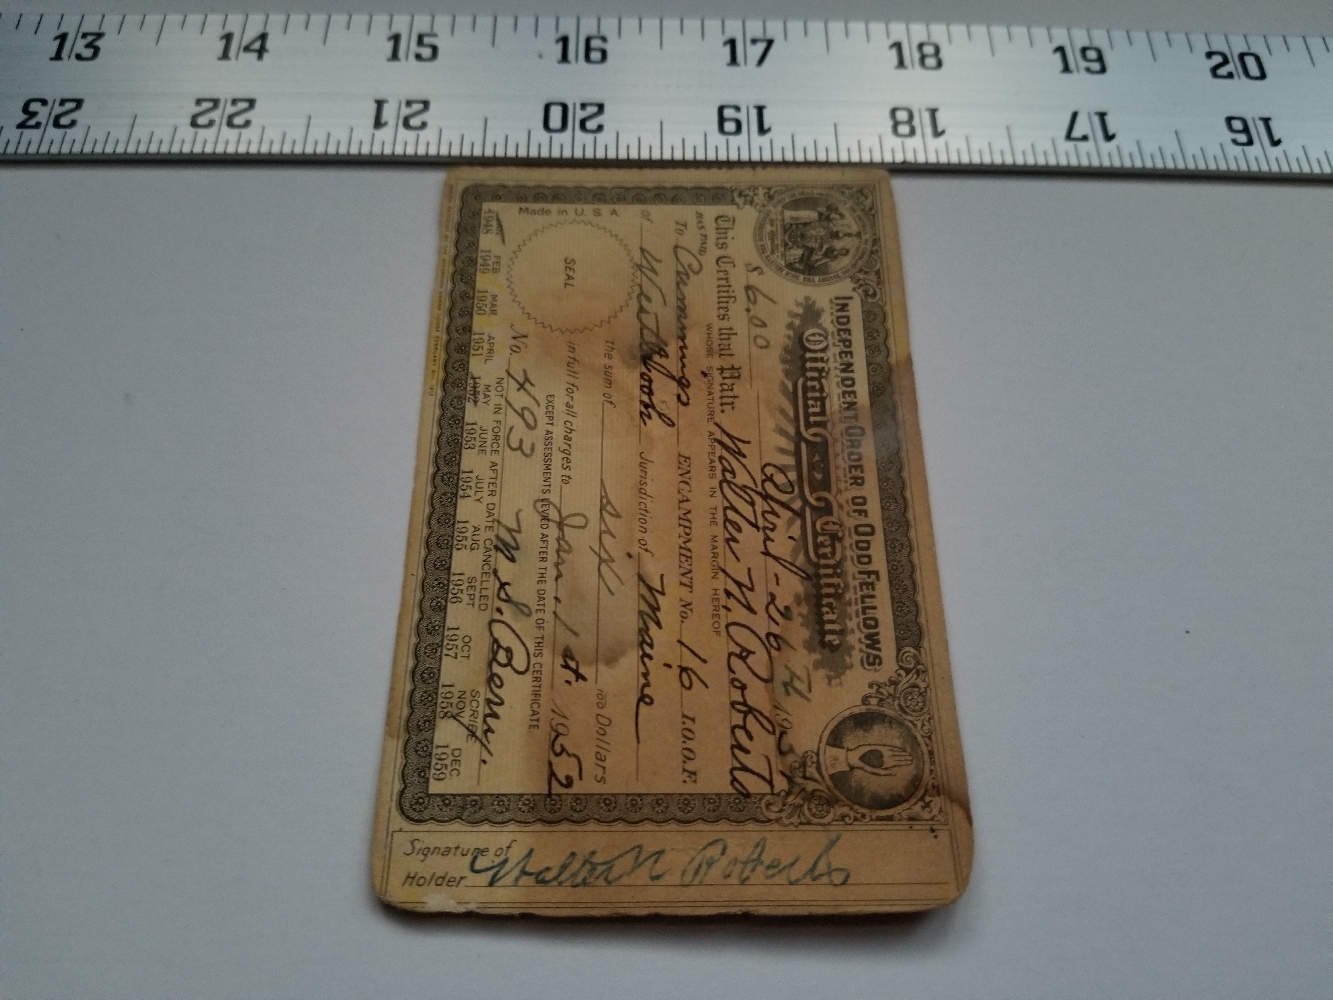 13 14 15 16 17 18 19 20
23 22 21 20 19 18 17 16
INDEPENDENT ORDER OF ODD FELLOWS
Official Certificate
$ 6.00 April-26th 1951
This Certifies that Patr. Walter N. Roberts
HAS PAID WHOSE SIGNATURE APPEARS IN THE MARGIN HEREOF
To Cummings ENCAMPMENT No. 16 I.O.O.F.
of Westbrook Jurisdiction of Maine
the sum of six 100 Dollars
in full for all charges to Jan. 1st. 1952
EXCEPT ASSESSMENTS LEVIED AFTER THE DATE OF THIS CERTIFICATE
SEAL
Made in U.S.A.
No. 493 M.S. Berry.
NOT IN FORCE AFTER DATE CANCELLED SCRIBE
FEB MAR APRIL MAY JUNE JULY AUG SEPT OCT NOV DEC.
1948 1949 1950 1951 1952 1953 1954 1955 1956 1957 1958 1959
Signature of
Holder Walter N Roberts